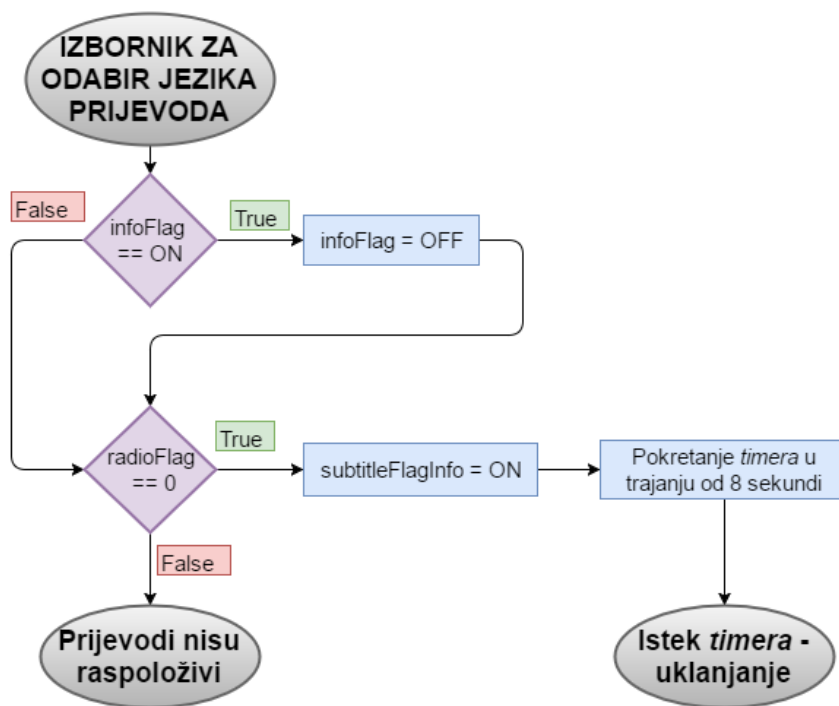 IZBORNIK ZA
ODABIR JEZIKA
PRIJEVODA
False
infoFlag
== ON
True
infoFlag = OFF
radioFlag
== 0
True
subtitleFlagInfo = ON
Pokretanje timera u
trajanju od 8 sekundi
False
Prijevodi nisu
raspoloživi
Istek timera -
uklanjanje